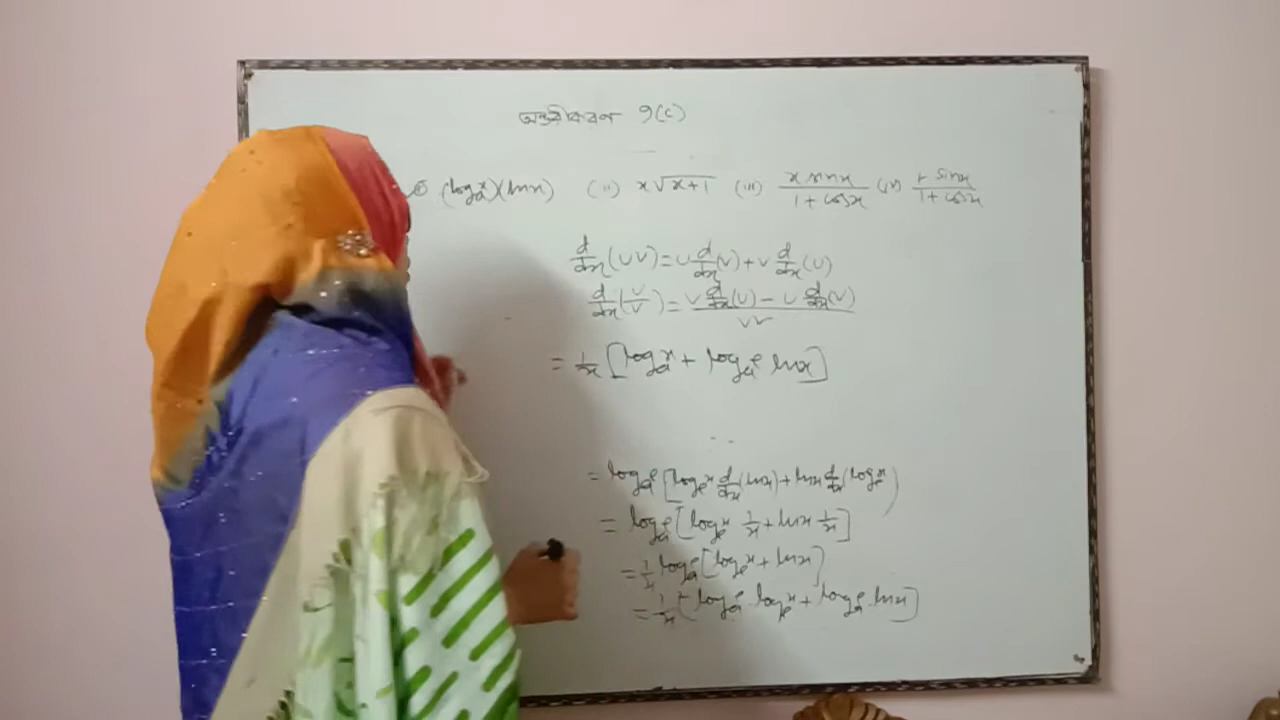 অন্তরীকরণ ৭(c)
(i) (logₐx)(lnx) (ii) x√(x+1) (iii) (x sinx)/(1+cosx) (iv) (1-sinx)/(1+cosx)
d/dx(UV)=U d/dx(V)+V d/dx(U)
d/dx(U/V)=(V d/dx(U) - U d/dx(V))/V²
= 1/x [logₐx + logₐe lnx]
= logₐe [logₑx d/dx(lnx)+lnx d/dx(logₑx)]
= logₐe [logₑx 1/x + lnx 1/x]
= 1/x logₐe [logₑx + lnx]
= 1/x [logₐe · logₑx + logₐe · lnx]